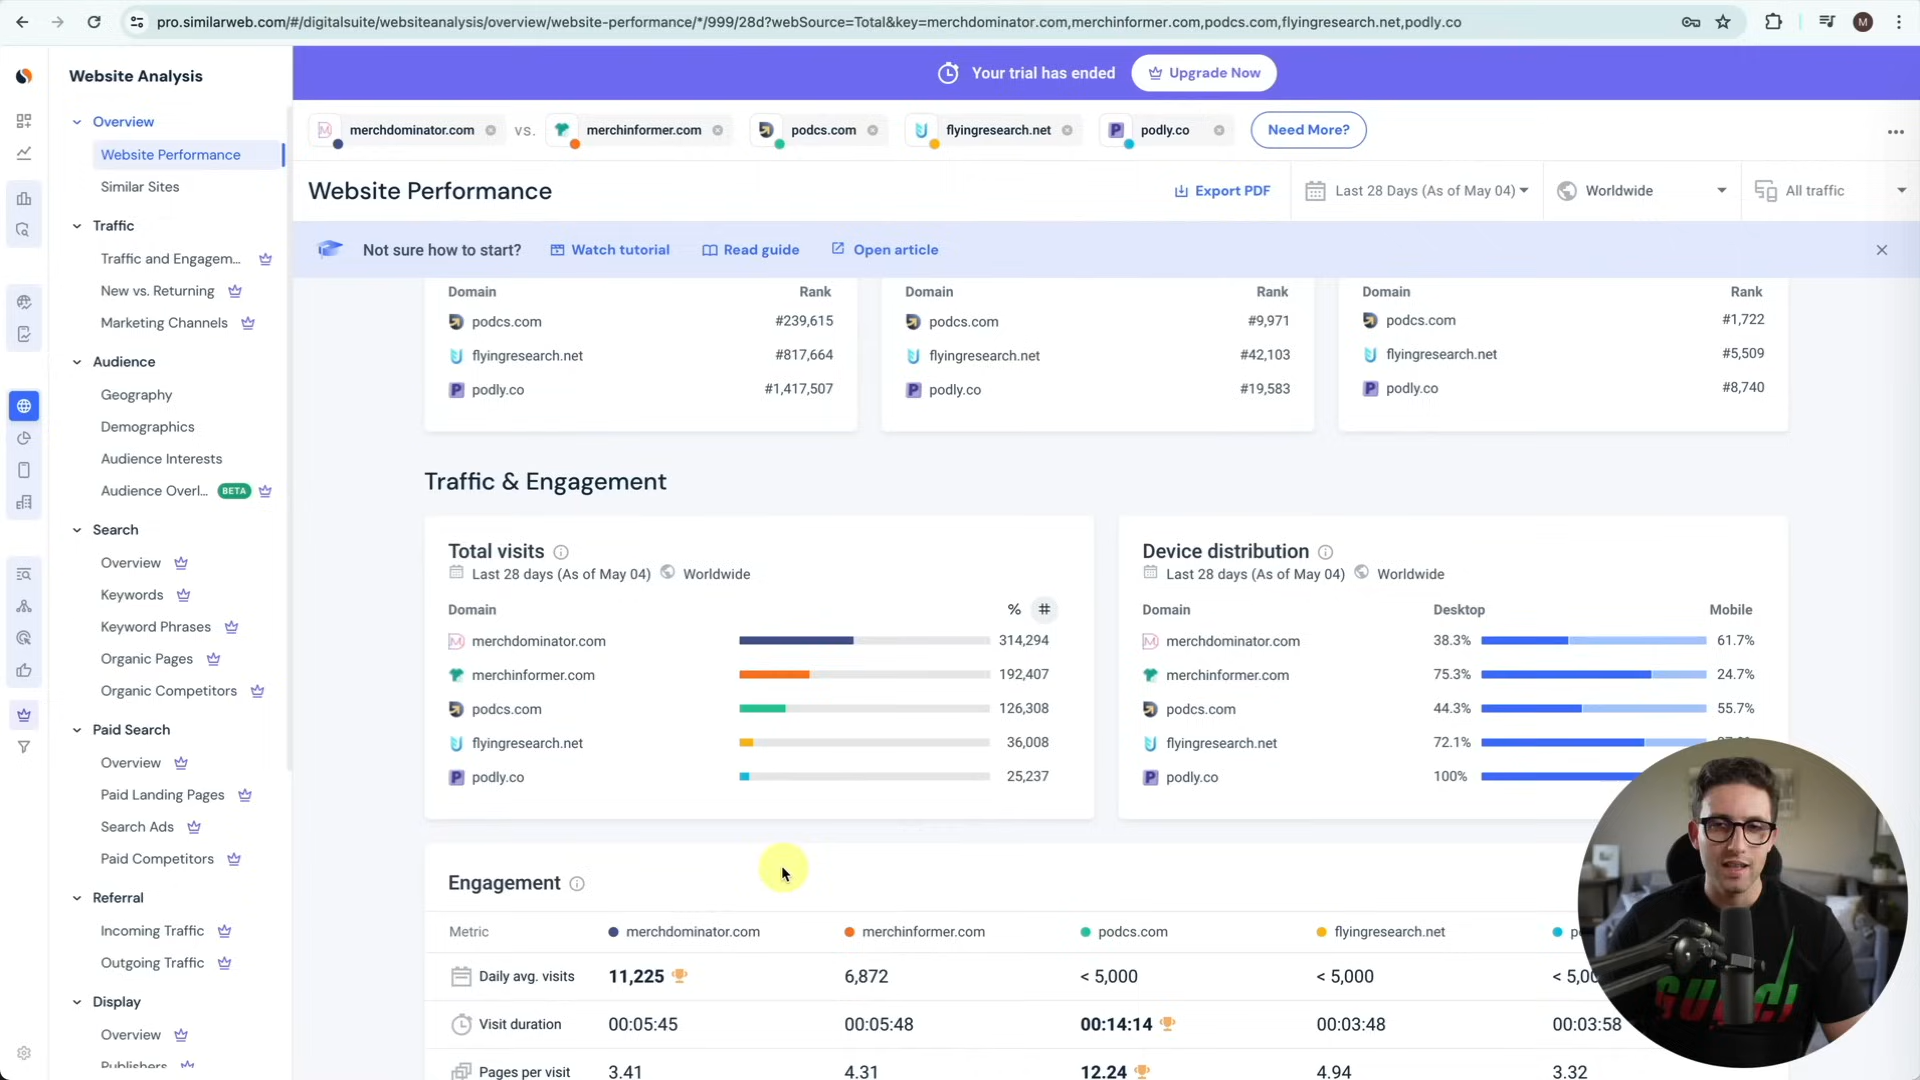 pro.similarweb.com/#/digitalsuite/websiteanalysis/overview/website-performance/*/999/28d?webSource=Total&key=merchdominator.com,merchinformer.com,podcs.com,flyingresearch.net,podly.co
M
Website Analysis
Your trial has ended
Upgrade Now
Overview
Website Performance
Similar Sites
Traffic
Traffic and Engagem...
New vs. Returning
Marketing Channels
Audience
Geography
Demographics
Audience Interests
Audience Overl... BETA
Search
Overview
Keywords
Keyword Phrases
Organic Pages
Organic Competitors
Paid Search
Overview
Paid Landing Pages
Search Ads
Paid Competitors
Referral
Incoming Traffic
Outgoing Traffic
Display
Overview
Publishers
merchdominator.com vs. merchinformer.com podcs.com flyingresearch.net podly.co Need More?
Website Performance
Export PDF
Last 28 Days (As of May 04)
Worldwide
All traffic
Not sure how to start? Watch tutorial Read guide Open article
Domain Rank
podcs.com #239,615
flyingresearch.net #817,664
podly.co #1,417,507
Domain Rank
podcs.com #9,971
flyingresearch.net #42,103
podly.co #19,583
Domain Rank
podcs.com #1,722
flyingresearch.net #5,509
podly.co #8,740
Traffic & Engagement
Total visits
Last 28 days (As of May 04) Worldwide
Domain % #
merchdominator.com 314,294
merchinformer.com 192,407
podcs.com 126,308
flyingresearch.net 36,008
podly.co 25,237
Device distribution
Last 28 days (As of May 04) Worldwide
Domain Desktop Mobile
merchdominator.com 38.3% 61.7%
merchinformer.com 75.3% 24.7%
podcs.com 44.3% 55.7%
flyingresearch.net 72.1%
podly.co 100%
Engagement
Metric merchdominator.com merchinformer.com podcs.com flyingresearch.net
Daily avg. visits 11,225 6,872 < 5,000 < 5,000
Visit duration 00:05:45 00:05:48 00:14:14 00:03:48 00:03:58
Pages per visit 3.41 4.31 12.24 4.94 3.32